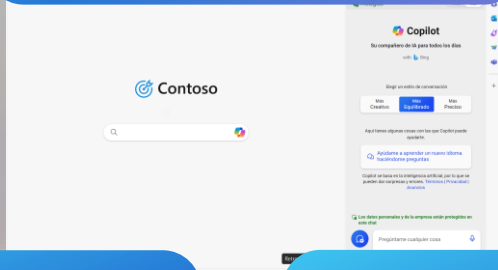 Contoso
Copilot
Su compañero de IA para todos los días
with Bing
Elegir un estilo de conversación
Más
Creativo
Más
Equilibrado
Más
Preciso
Aquí tienes algunas cosas con las que Copilot puede
ayudarte.
Ayúdame a aprender un nuevo idioma
haciéndome preguntas
Copilot se basa en la inteligencia artificial, por lo que se
pueden dar sorpresas y errores. Términos | Privacidad |
Los datos personales y de la empresa están protegidos en
este chat
Pregúntame cualquier cosa